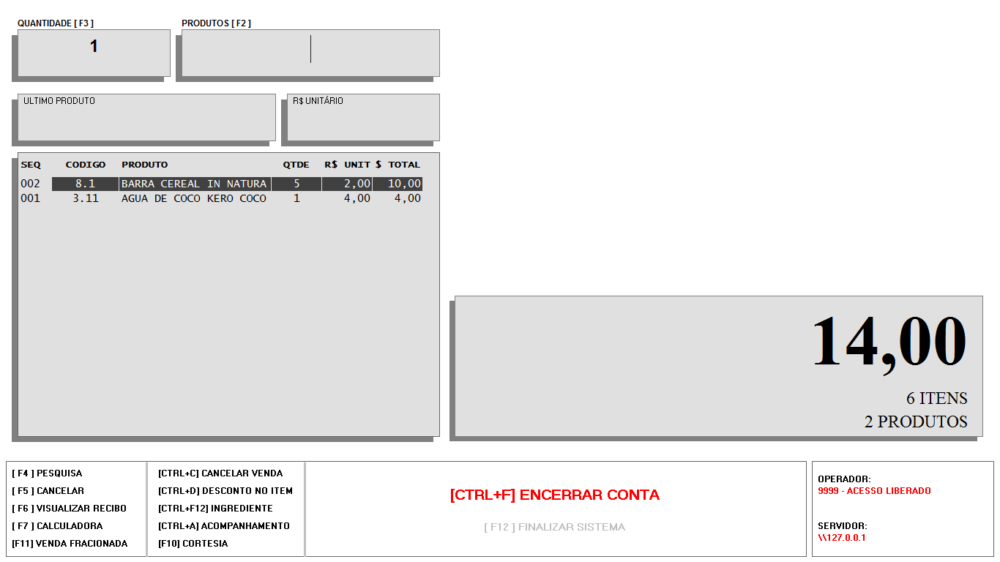 QUANTIDADE [ F3 ]
PRODUTOS [ F2 ]
1
ULTIMO PRODUTO
R$ UNITÁRIO
SEQ CODIGO PRODUTO QTDE R$ UNIT $ TOTAL
002 8.1 BARRA CEREAL IN NATURA 5 2,00 10,00
001 3.11 AGUA DE COCO KERO COCO 1 4,00 4,00
14,00
6 ITENS
2 PRODUTOS
[ F4 ] PESQUISA
[ F5 ] CANCELAR
[ F6 ] VISUALIZAR RECIBO
[ F7 ] CALCULADORA
[F11] VENDA FRACIONADA
[CTRL+C] CANCELAR VENDA
[CTRL+D] DESCONTO NO ITEM
[CTRL+F12] INGREDIENTE
[CTRL+A] ACOMPANHAMENTO
[F10] CORTESIA
[CTRL+F] ENCERRAR CONTA
[ F12 ] FINALIZAR SISTEMA
OPERADOR:
9999 - ACESSO LIBERADO
SERVIDOR:
\\127.0.0.1